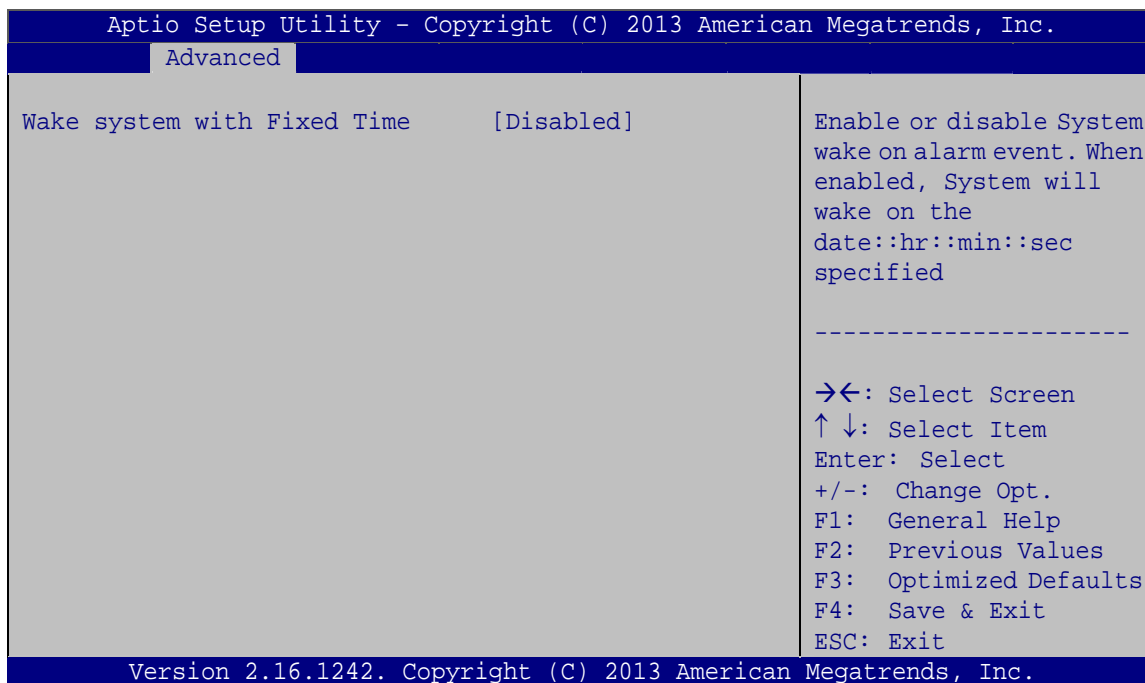 Aptio Setup Utility – Copyright (C) 2013 American Megatrends, Inc.
Advanced
Wake system with Fixed Time [Disabled]
Enable or disable System
wake on alarm event. When
enabled, System will
wake on the
date::hr::min::sec
specified
----------------------
→←: Select Screen
↑ ↓: Select Item
Enter: Select
+/-: Change Opt.
F1: General Help
F2: Previous Values
F3: Optimized Defaults
F4: Save & Exit
ESC: Exit
Version 2.16.1242. Copyright (C) 2013 American Megatrends, Inc.